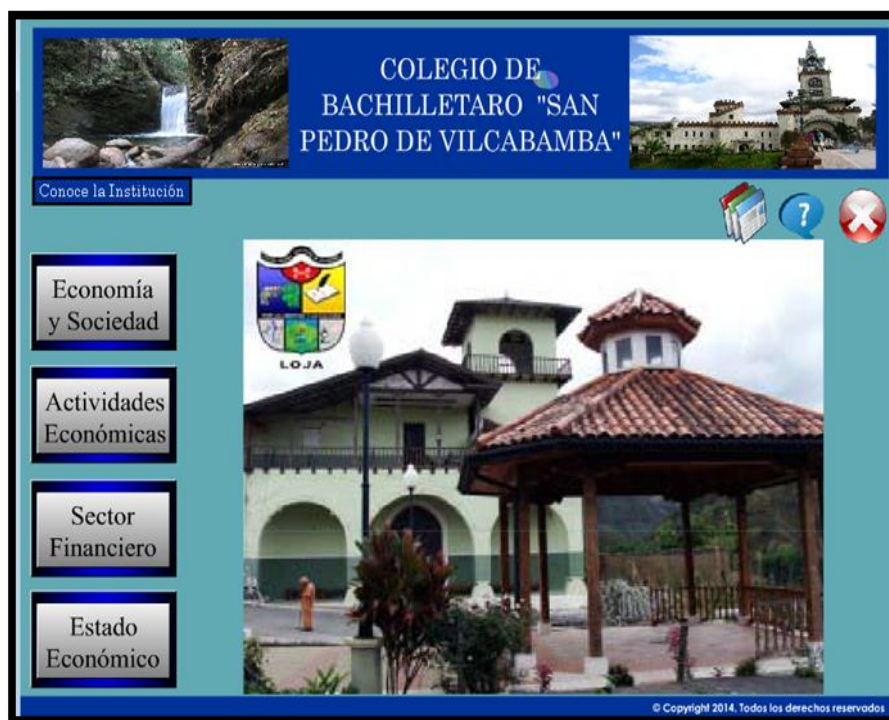 COLEGIO DE
BACHILLETARO "SAN
PEDRO DE VILCABAMBA"
Conoce la Institución
?
LOJA
Economía
y Sociedad
Actividades
Económicas
Sector
Financiero
Estado
Económico
© Copyright 2014. Todos los derechos reservados